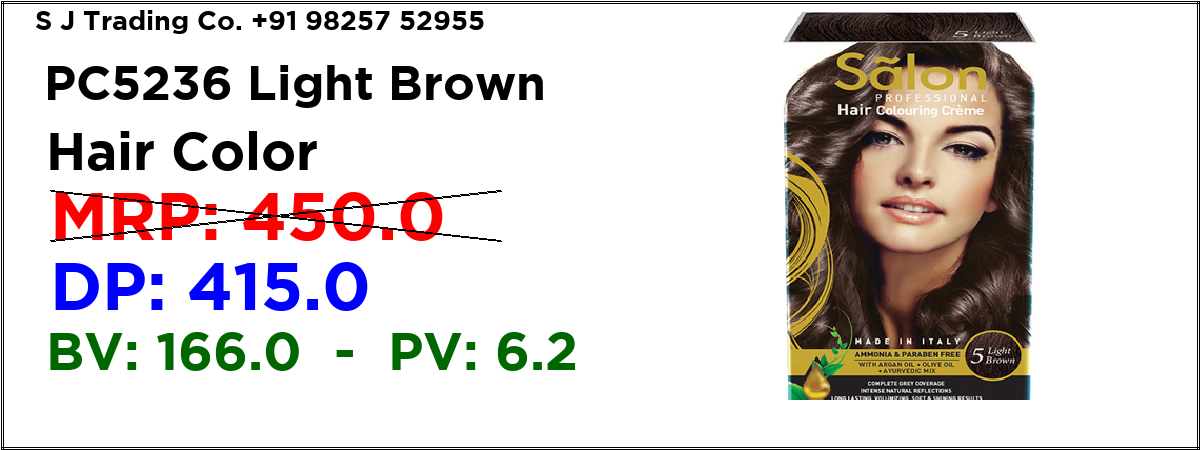 S J Trading Co. +91 98257 52955
PC5236 Light Brown
Hair Color
MRP: 450.0
DP: 415.0
BV: 166.0 - PV: 6.2
5 Light Brown
Salon
PROFESSIONAL
Hair Colouring Crème
MADE IN ITALY
AMMONIA & PARABEN FREE
*WITH ARGAN OIL + OLIVE OIL
+ AYURVEDIC MIX
5 Light
Brown
COMPLETE GREY COVERAGE
INTENSE NATURAL REFLECTIONS
LONG LASTING, VOLUMIZING, SOFT & SHINING RESULTS